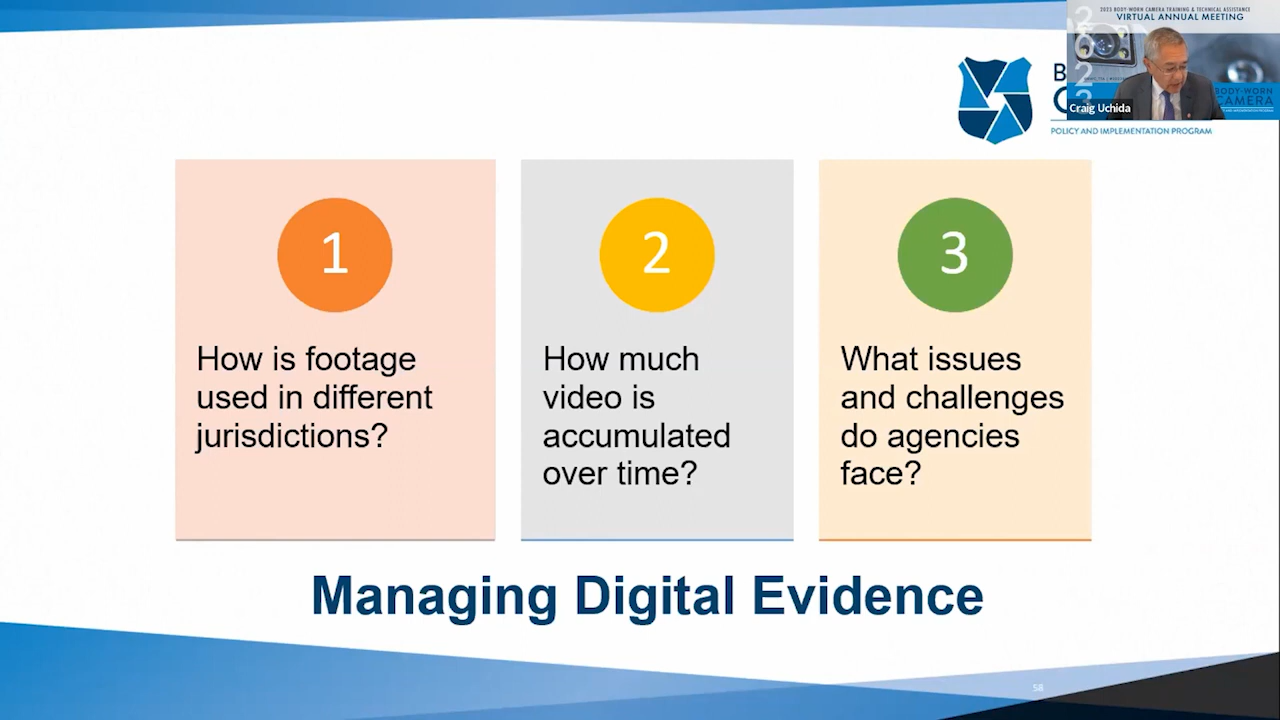 2023 BODY-WORN CAMERA TRAINING & TECHNICAL ASSISTANCE
VIRTUAL ANNUAL MEETING
Craig Uchida
BODY-WORN
CAMERA
POLICY AND IMPLEMENTATION PROGRAM
1
How is footage
used in different
jurisdictions?
2
How much
video is
accumulated
over time?
3
What issues
and challenges
do agencies
face?
Managing Digital Evidence
58